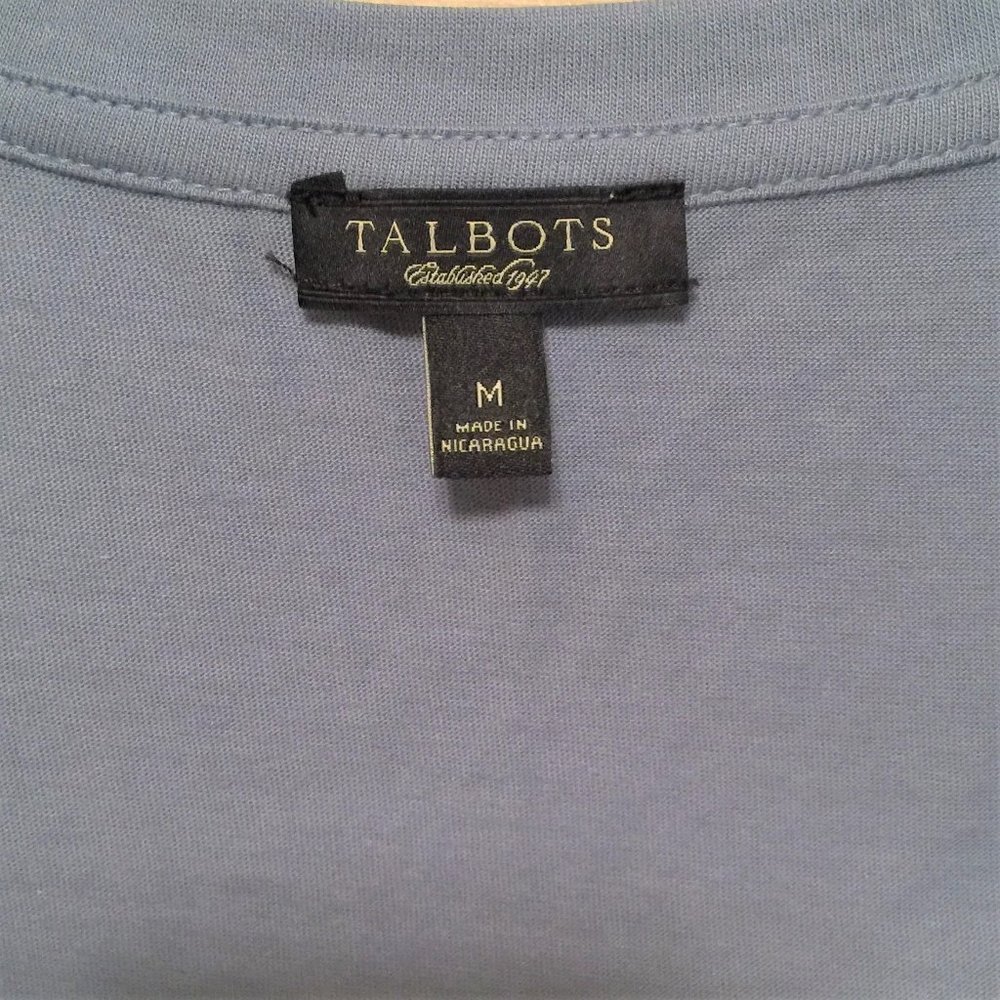 TALBOTS
Established 1947
M
MADE IN
NICARAGUA